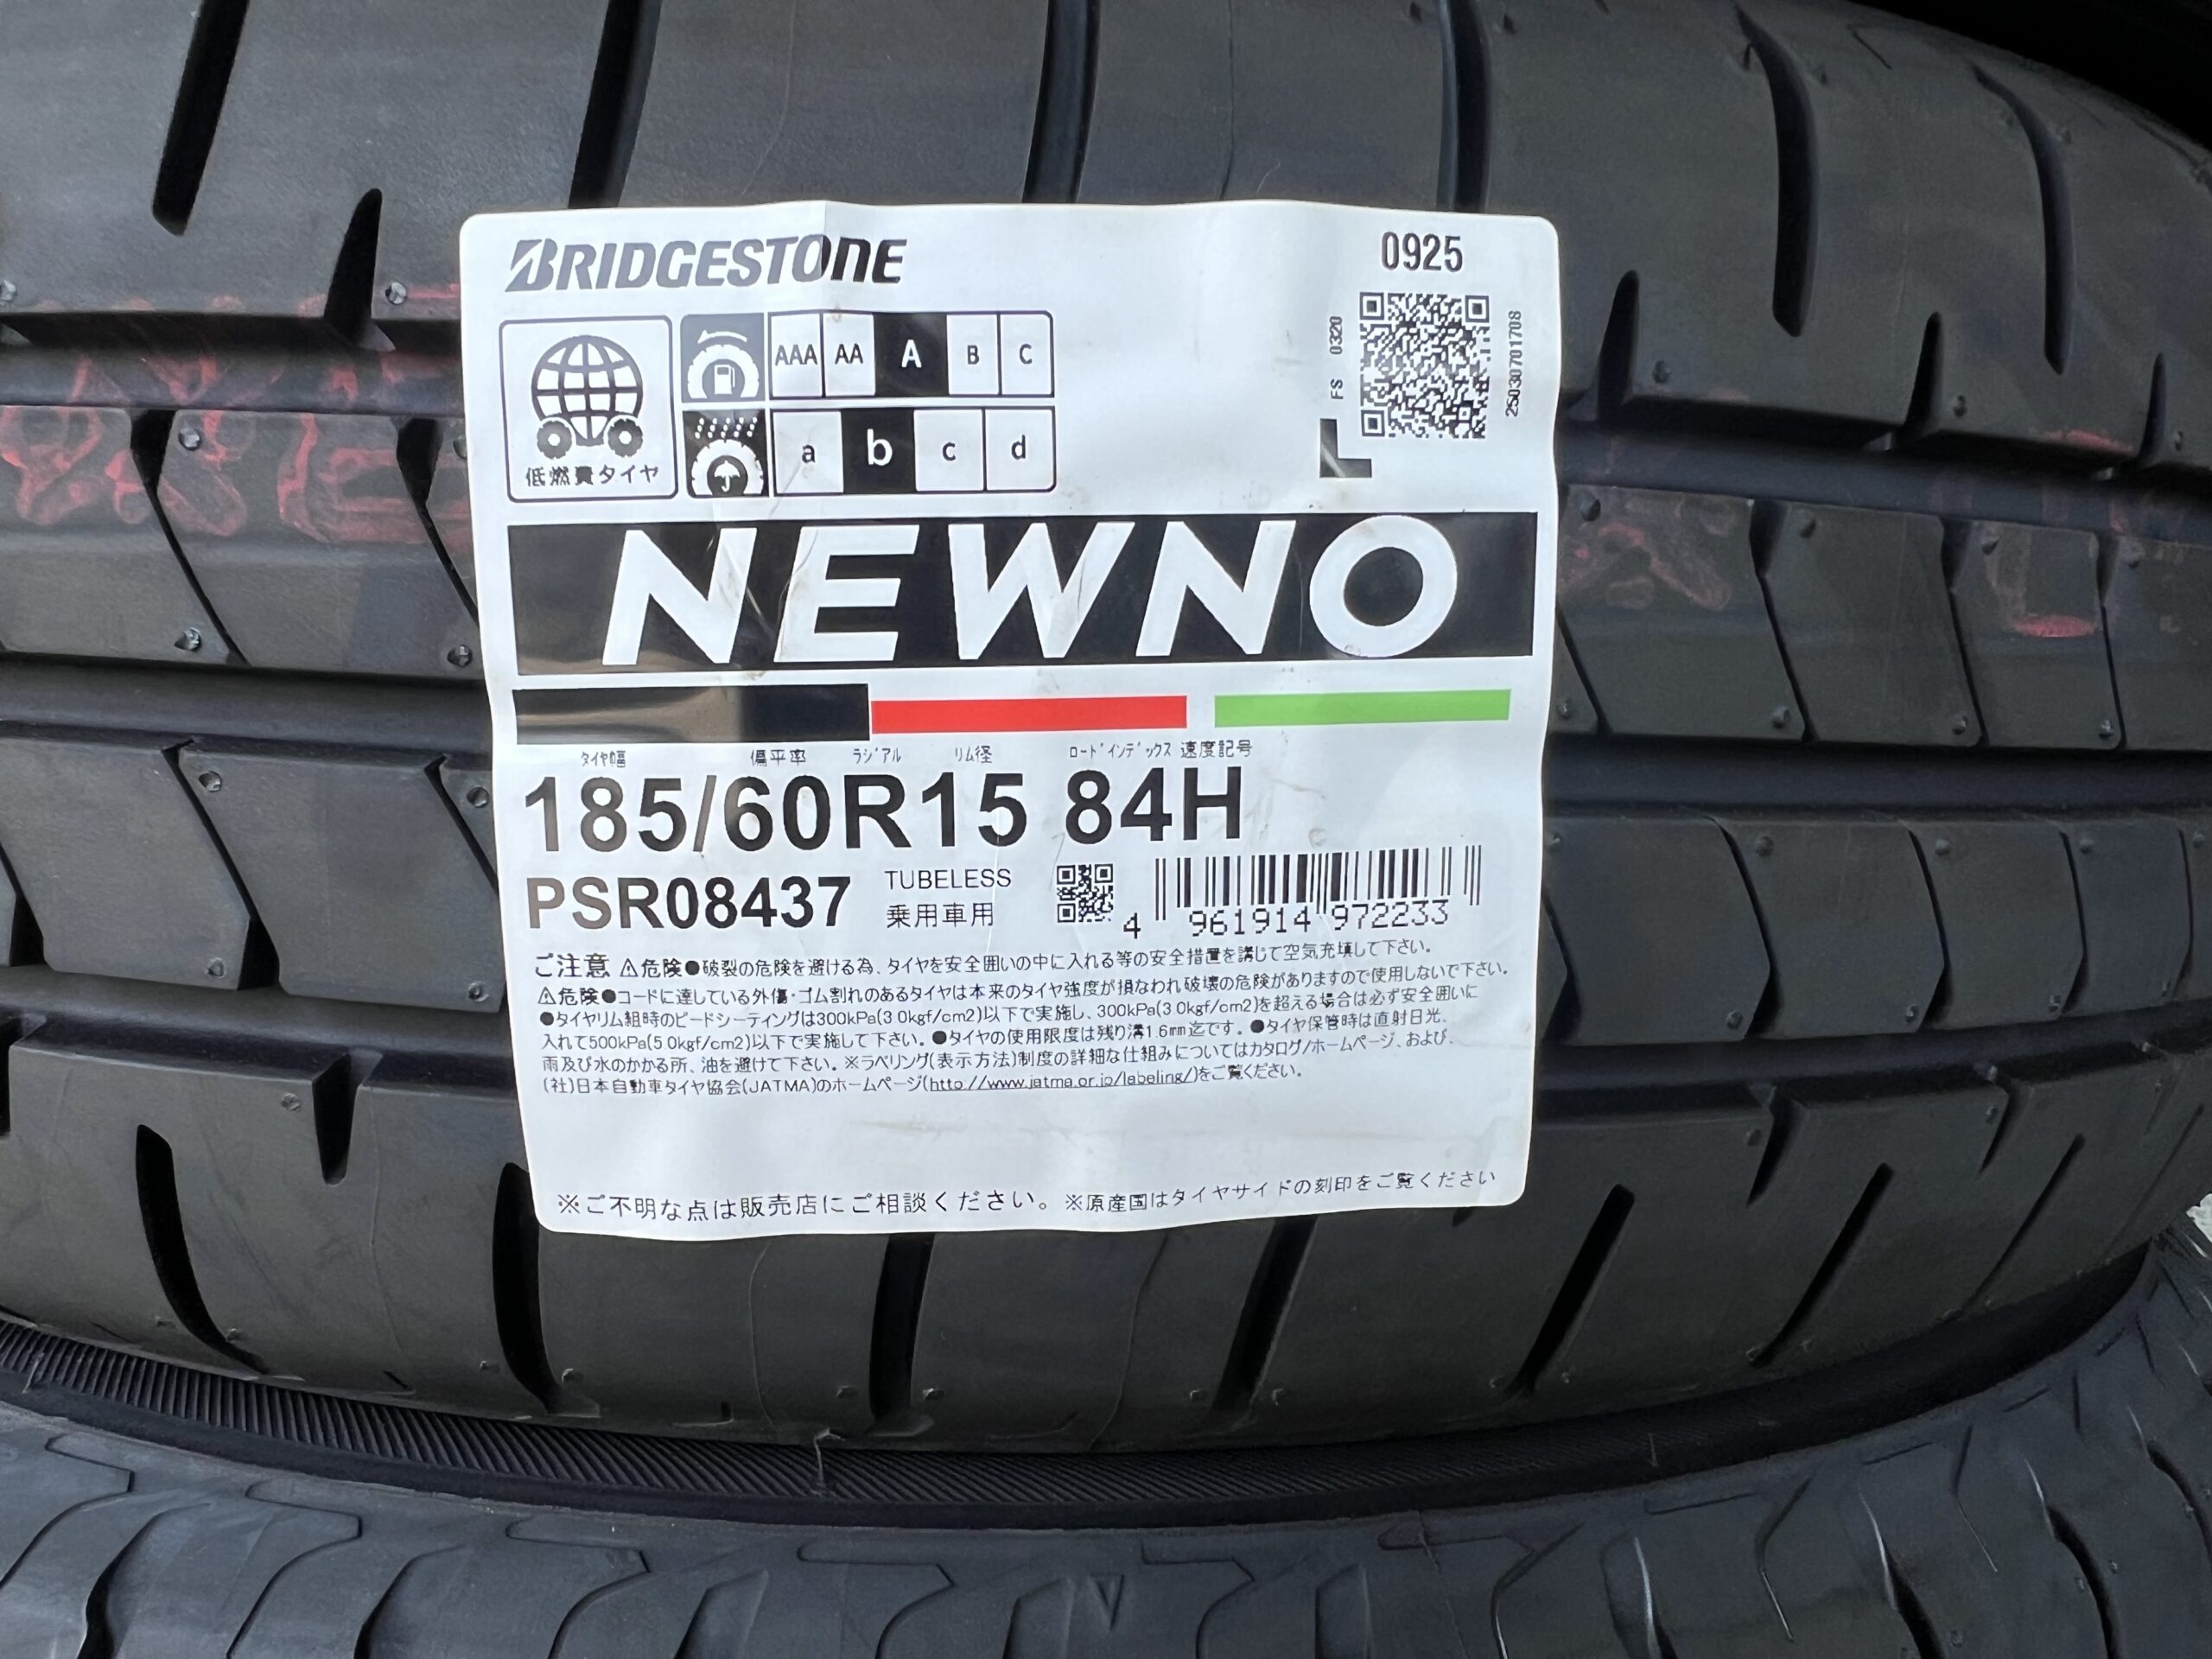 BRIDGESTONE
0925
FS 0320
2503070170B
低燃費タイヤ
AAA AA A B C
a b c d
L
NEWNO
タイヤ幅 偏平率 ラジアル リム径 ロードインデックス 速度記号
185/60R15 84H
PSR08437
TUBELESS
乗用車用
4 961914 972233
ご注意 ⚠危険●破裂の危険を避ける為、タイヤを安全囲いの中に入れる等の安全措置を講じて空気充填して下さい。
⚠危険●コードに達している外傷・ゴム割れのあるタイヤは本来のタイヤ強度が損なわれ破壊の危険がありますので使用しないで下さい。
●タイヤリム組時のビードシーティングは300kPa(3.0kgf/cm2)以下で実施し、300kPa(3.0kgf/cm2)を超える場合は必ず安全囲いに
入れて500kPa(5.0kgf/cm2)以下で実施して下さい。●タイヤの使用限度は残り溝1.6mm迄です。●タイヤ保管時は直射日光、
雨及び水のかかる所、油を避けて下さい。※ラベリング(表示方法)制度の詳細な仕組みについてはカタログ/ホームページ、および、
(社)日本自動車タイヤ協会(JATMA)のホームページ(http://www.jatma.or.jp/labeling/)をご覧ください。
※ご不明な点は販売店にご相談ください。※原産国はタイヤサイドの刻印をご覧ください